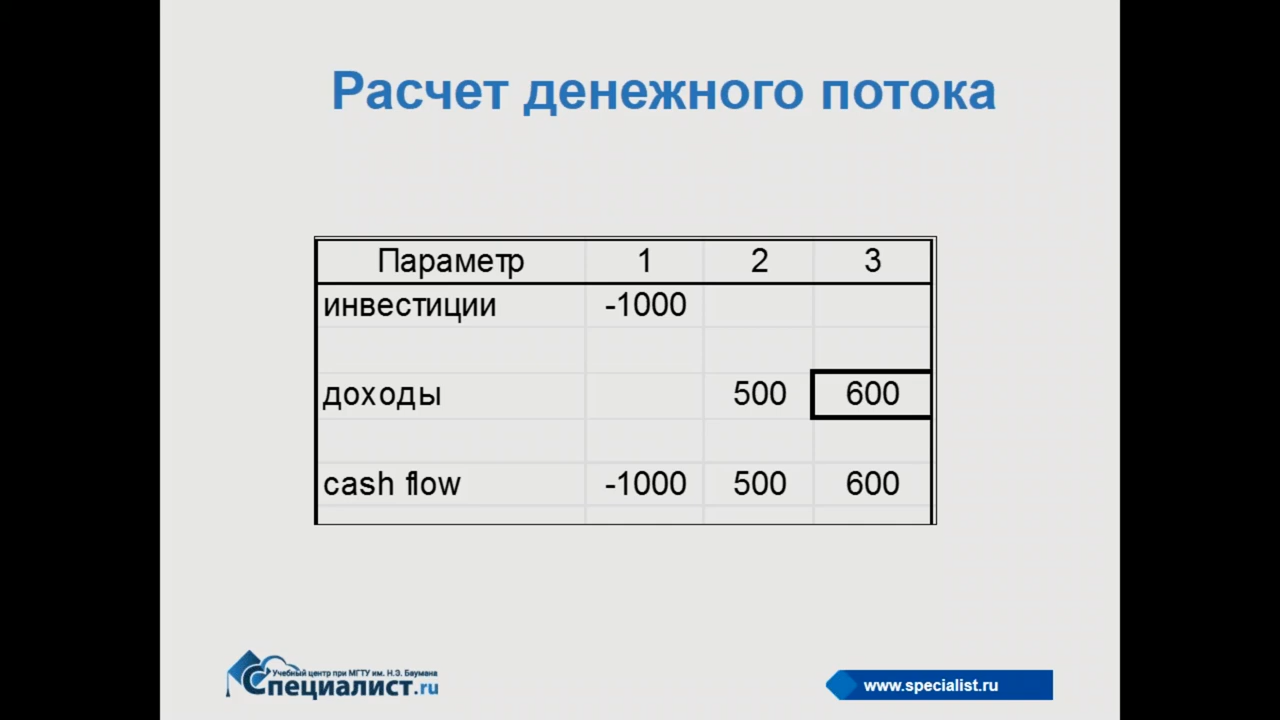 Расчет денежного потока
Параметр 1 2 3
инвестиции -1000
доходы 500 600
cash flow -1000 500 600
Учебный центр при МГТУ им. Н.Э. Баумана
Специалист.ru
www.specialist.ru